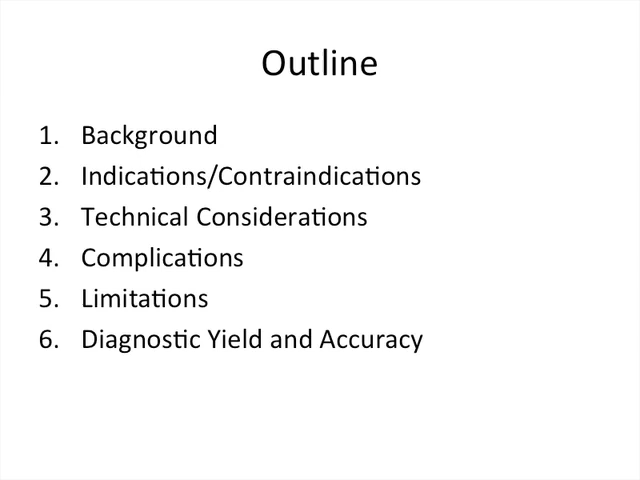 Outline
1. Background
2. Indications/Contraindications
3. Technical Considerations
4. Complications
5. Limitations
6. Diagnostic Yield and Accuracy